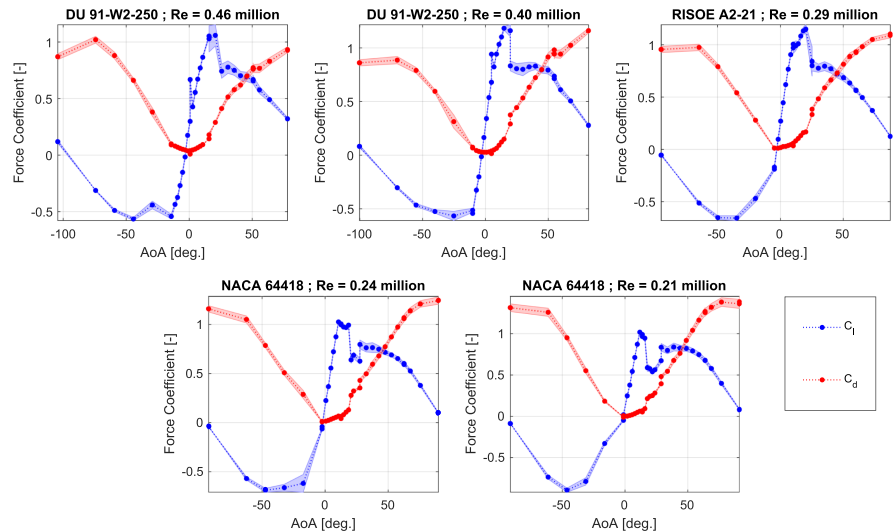 DU 91-W2-250 ; Re = 0.46 million
DU 91-W2-250 ; Re = 0.40 million
RISOE A2-21 ; Re = 0.29 million
Force Coefficient [-]
1
0.5
0
-0.5
-100
-50
0
50
AoA [deg.]
Force Coefficient [-]
1
0.5
0
-0.5
-100
-50
0
50
AoA [deg.]
Force Coefficient [-]
1
0.5
0
-0.5
-50
0
50
AoA [deg.]
NACA 64418 ; Re = 0.24 million
NACA 64418 ; Re = 0.21 million
Force Coefficient [-]
1
0.5
0
-0.5
-50
0
50
AoA [deg.]
Force Coefficient [-]
1
0.5
0
-0.5
-50
0
50
AoA [deg.]
C_l
C_d